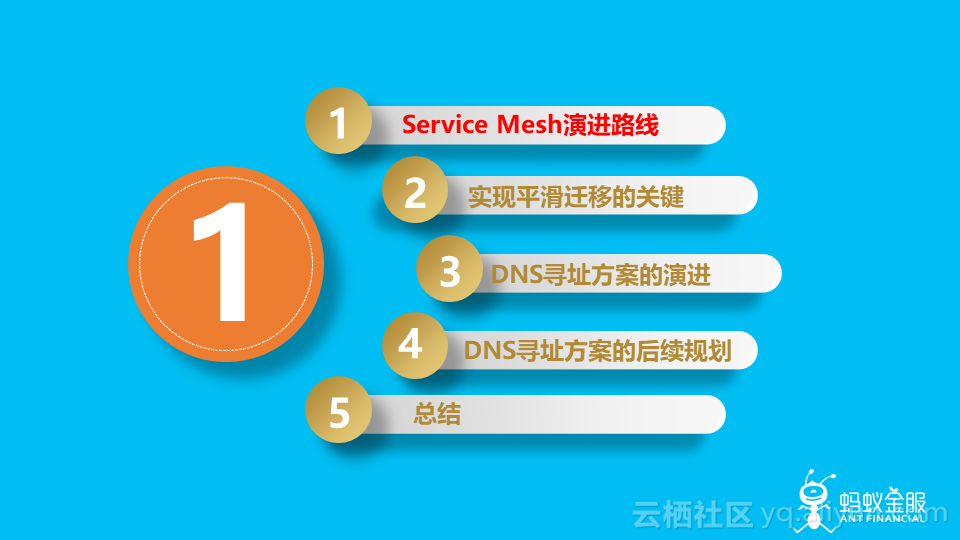 1
1
Service Mesh演进路线
2
实现平滑迁移的关键
3
DNS寻址方案的演进
4
DNS寻址方案的后续规划
5
总结
蚂蚁金服
ANT FINANCIAL
云栖社区 yq.aliyun.com